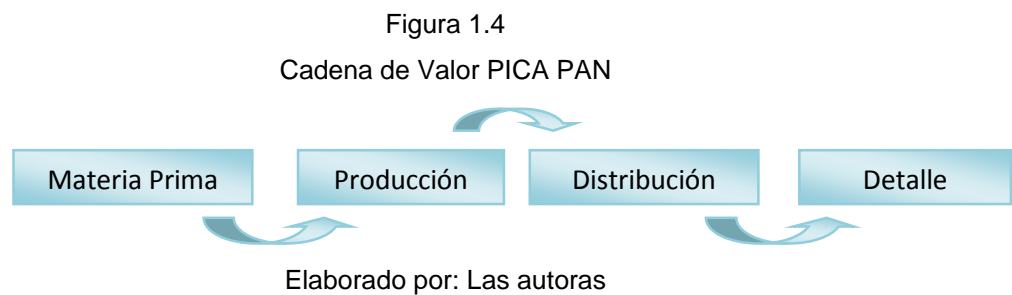 Figura 1.4
Cadena de Valor PICA PAN
Materia Prima
Producción
Distribución
Detalle
Elaborado por: Las autoras